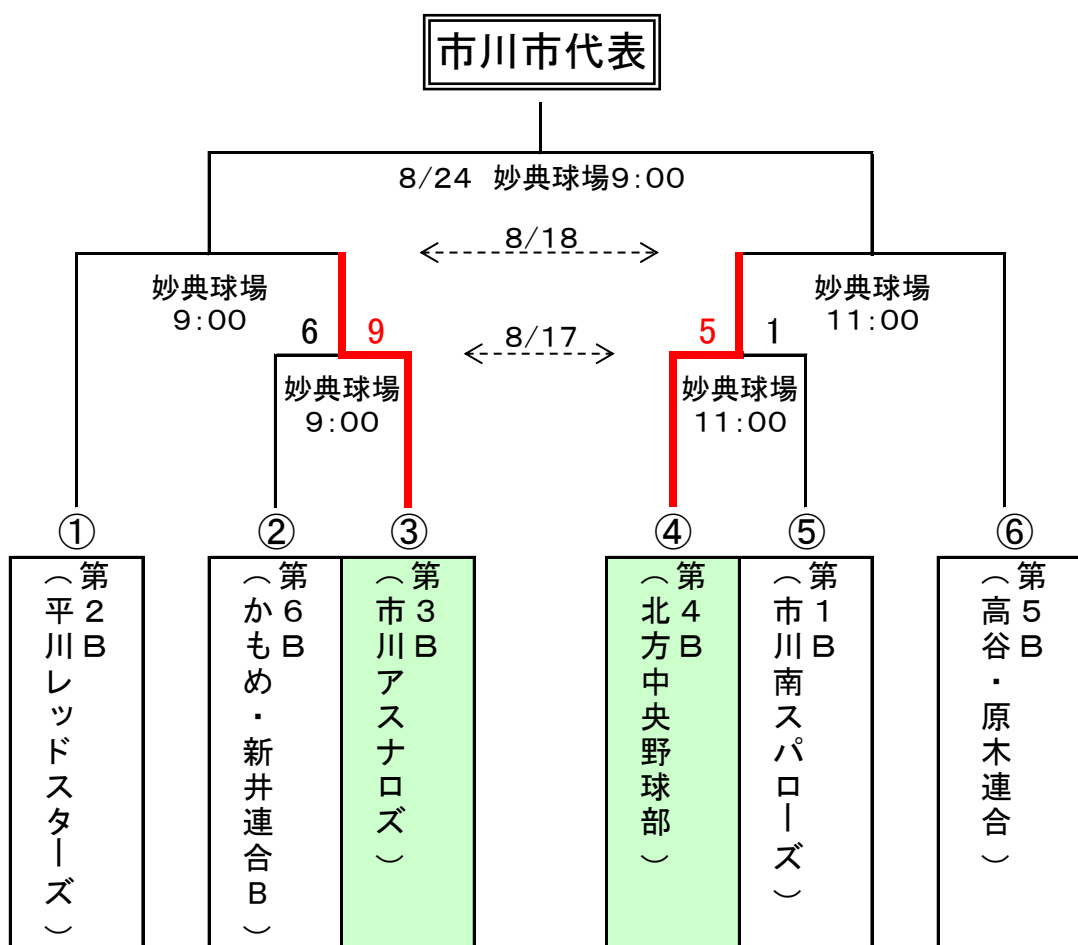 市川市代表
8/24 妙典球場9:00
8/18
妙典球場
9:00
妙典球場
11:00
6
9
8/17
5
1
妙典球場
9:00
妙典球場
11:00
①
②
③
④
⑤
⑥
第2B
(平川レッドスターズ)
第6B
(かもめ・新井連合B)
第3B
(市川アスナロズ)
第4B
(北方中央野球部)
第1B
(市川南スパローズ)
第5B
(高谷・原木連合)